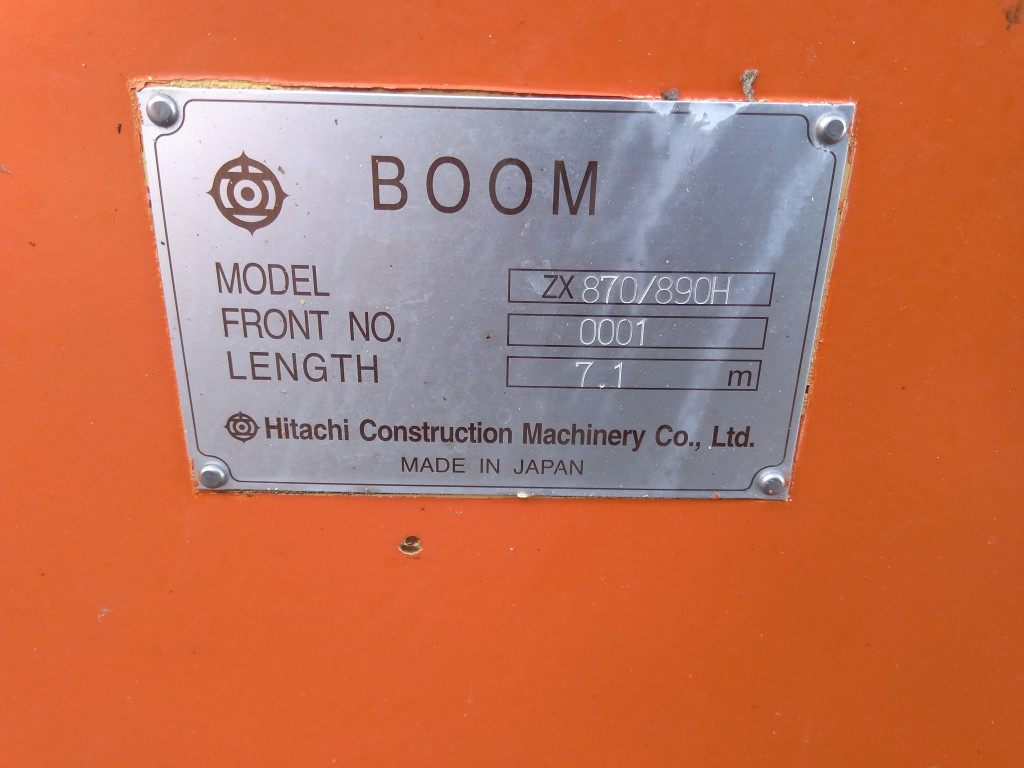 BOOM
MODEL ZX 870/890H
FRONT NO. 0001
LENGTH 7.1 m
Hitachi Construction Machinery Co., Ltd.
MADE IN JAPAN